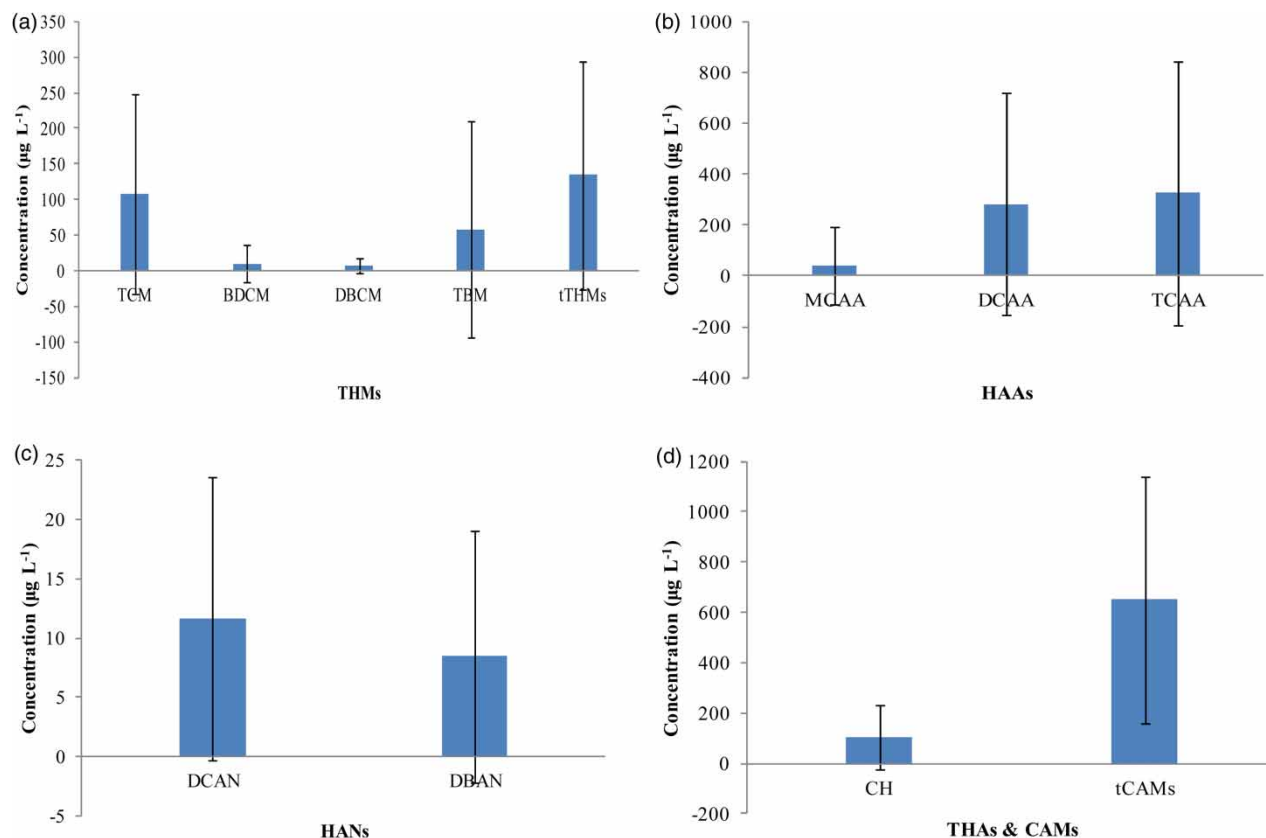 (a)
Concentration (µg L-1)
350
300
250
200
150
100
50
0
-50
-100
-150
TCM BDCM DBCM TBM tTHMs
THMs
(b)
Concentration (µg L-1)
1000
800
600
400
200
0
-200
-400
MCAA DCAA TCAA
HAAs
(c)
Concentration (µg L-1)
25
20
15
10
5
0
-5
DCAN DBAN
HANs
(d)
Concentration (µg L-1)
1200
1000
800
600
400
200
0
-200
CH tCAMs
THAs & CAMs